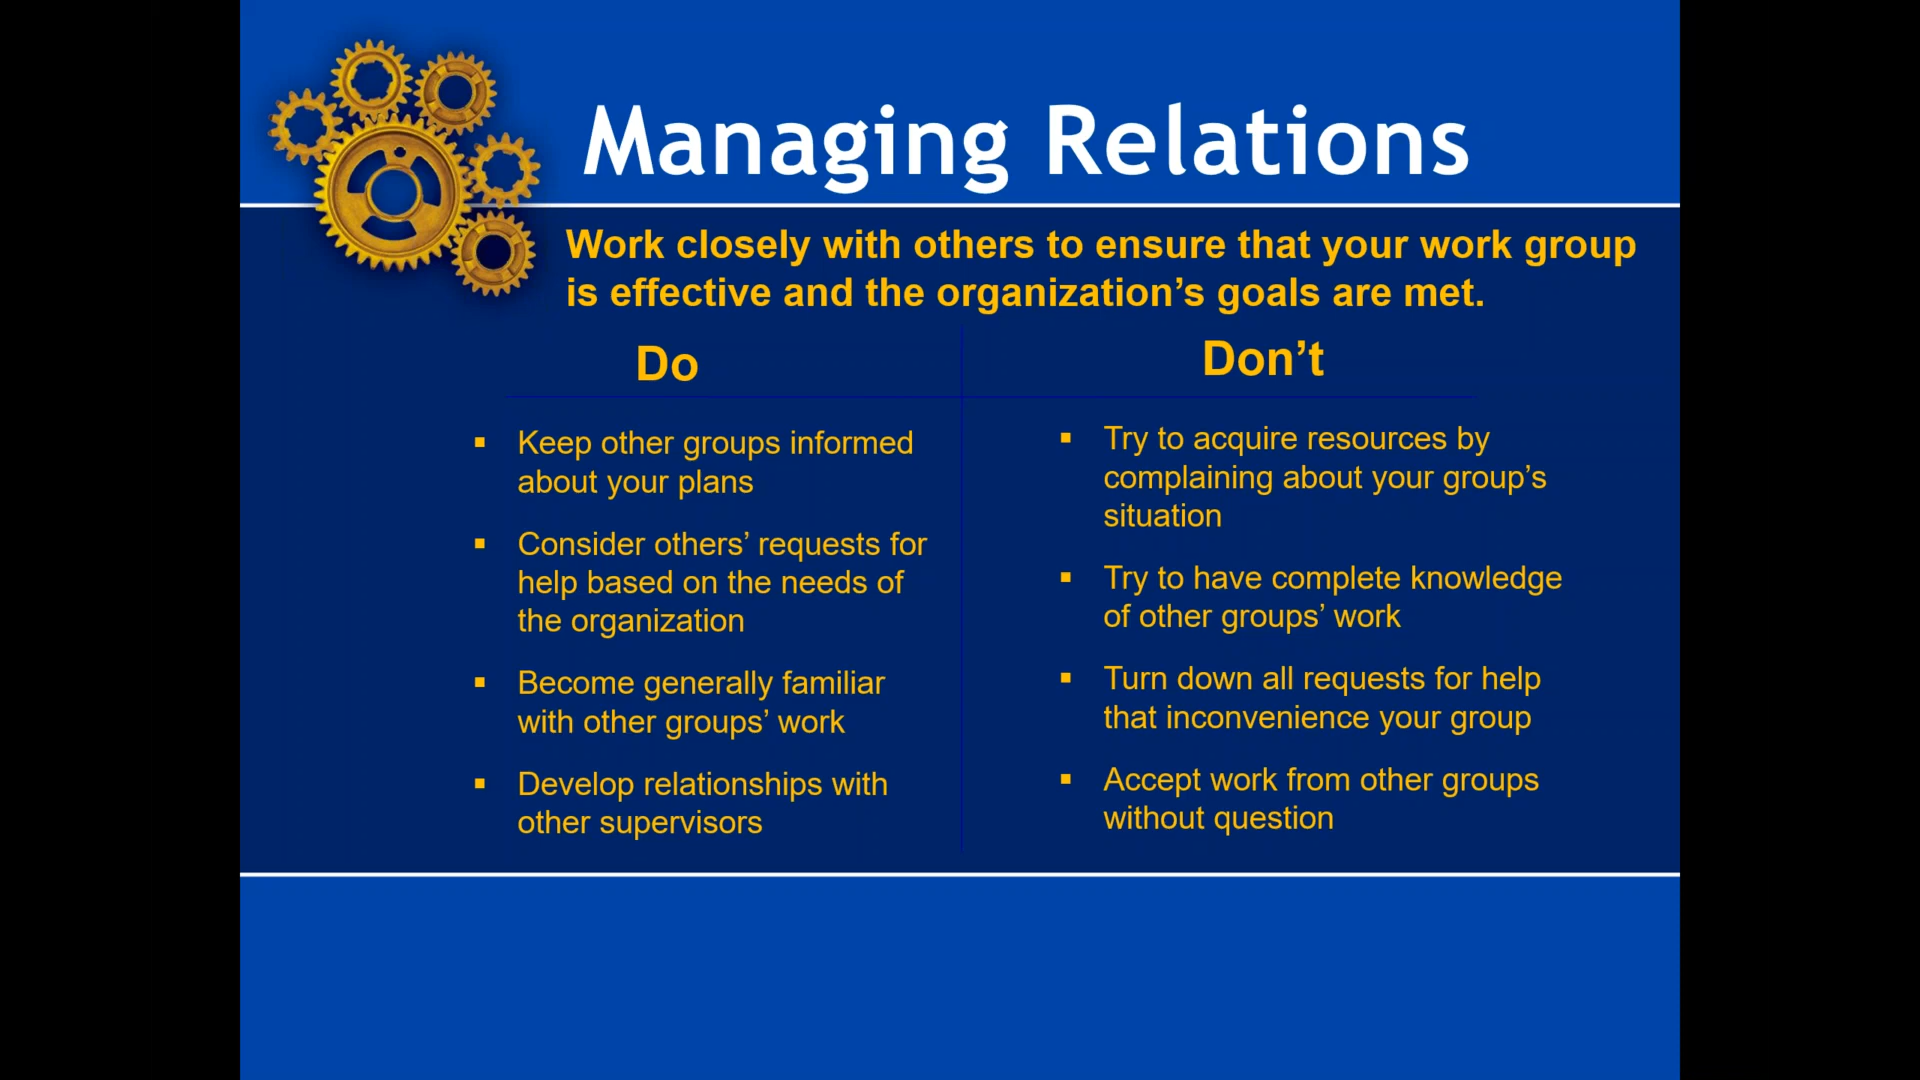 Managing Relations
Work closely with others to ensure that your work group
is effective and the organization’s goals are met.
Do
▪ Keep other groups informed
about your plans
▪ Consider others’ requests for
help based on the needs of
the organization
▪ Become generally familiar
with other groups’ work
▪ Develop relationships with
other supervisors
Don’t
▪ Try to acquire resources by
complaining about your group’s
situation
▪ Try to have complete knowledge
of other groups’ work
▪ Turn down all requests for help
that inconvenience your group
▪ Accept work from other groups
without question